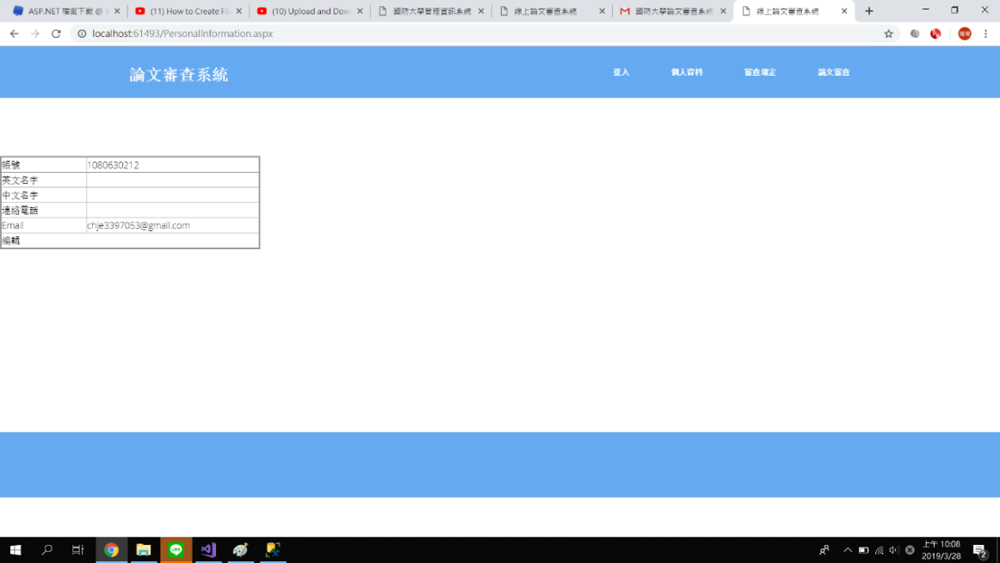 ASP.NET 檔案下載 @
(11) How to Create Fil
(10) Upload and Dow
國防大學管理資訊系統
線上論文審查系統
國防大學論文審查系統
線上論文審查系統
localhost:61493/PersonalInformation.aspx
論文審查系統
登入
個人資料
審查規定
論文審查
帳號 1080630212
英文名字
中文名字
連絡電話
Email chje3397053@gmail.com
編輯
LINE
上午 10:08
2019/3/28
2